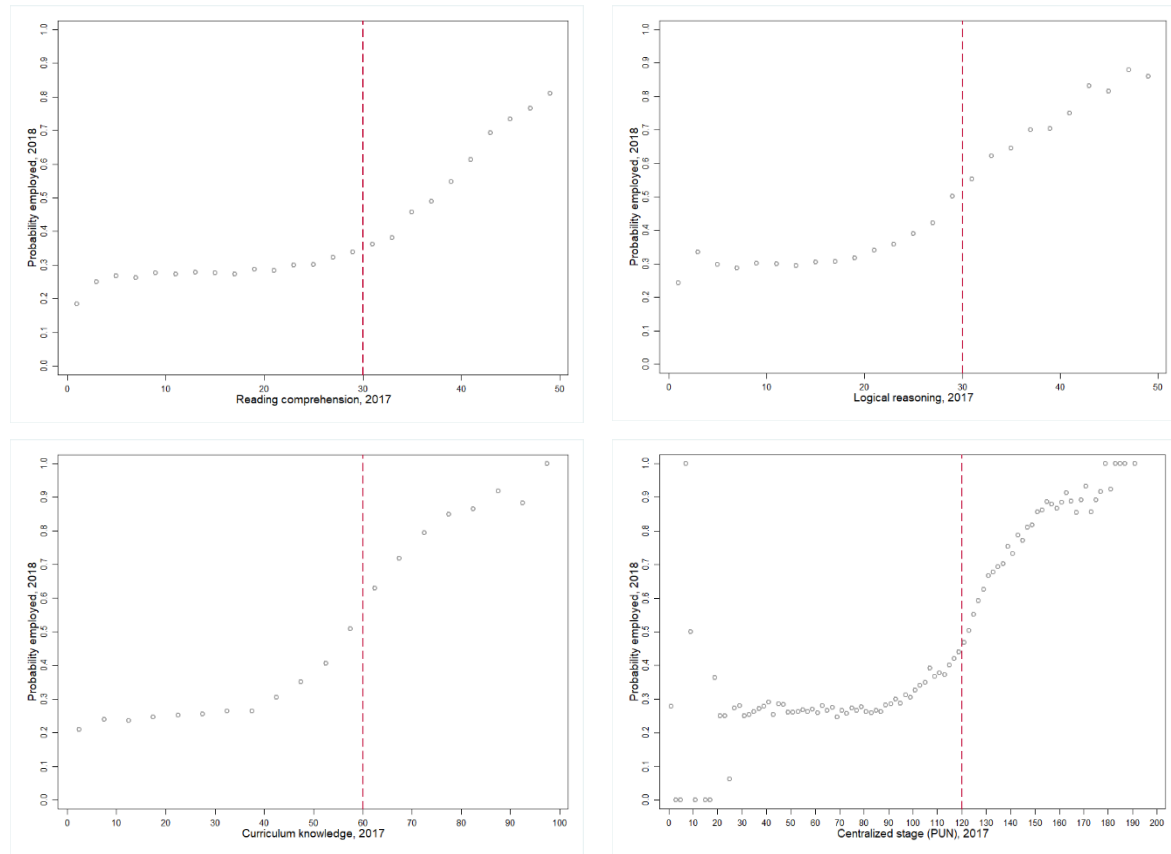 Probability employed, 2018
0.0 0.1 0.2 0.3 0.4 0.5 0.6 0.7 0.8 0.9 1.0
0 10 20 30 40 50
Reading comprehension, 2017
Probability employed, 2018
0.0 0.1 0.2 0.3 0.4 0.5 0.6 0.7 0.8 0.9 1.0
0 10 20 30 40 50
Logical reasoning, 2017
Probability employed, 2018
0.0 0.1 0.2 0.3 0.4 0.5 0.6 0.7 0.8 0.9 1.0
0 10 20 30 40 50 60 70 80 90 100
Curriculum knowledge, 2017
Probability employed, 2018
0.0 0.1 0.2 0.3 0.4 0.5 0.6 0.7 0.8 0.9 1.0
0 10 20 30 40 50 60 70 80 90 100 110 120 130 140 150 160 170 180 190 200
Centralized stage (PUN), 2017